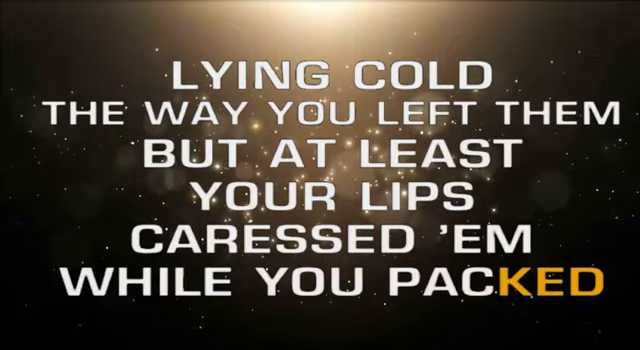 LYING COLD
THE WAY YOU LEFT THEM
BUT AT LEAST
YOUR LIPS
CARESSED 'EM
WHILE YOU PACKED